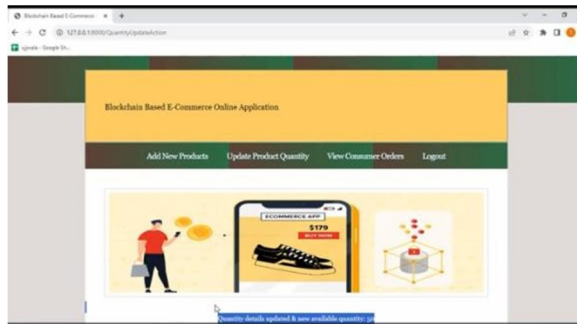 Blockchain Based E-Commerce
127.0.0.1:8000/QuantityUpdateAction
Blockchain Based E-Commerce Online Application
Add New Products Update Product Quantity View Consumer Orders Logout
ECOMMERCE APP
$179
BUY NOW
Quantity details updated & new available quantity: